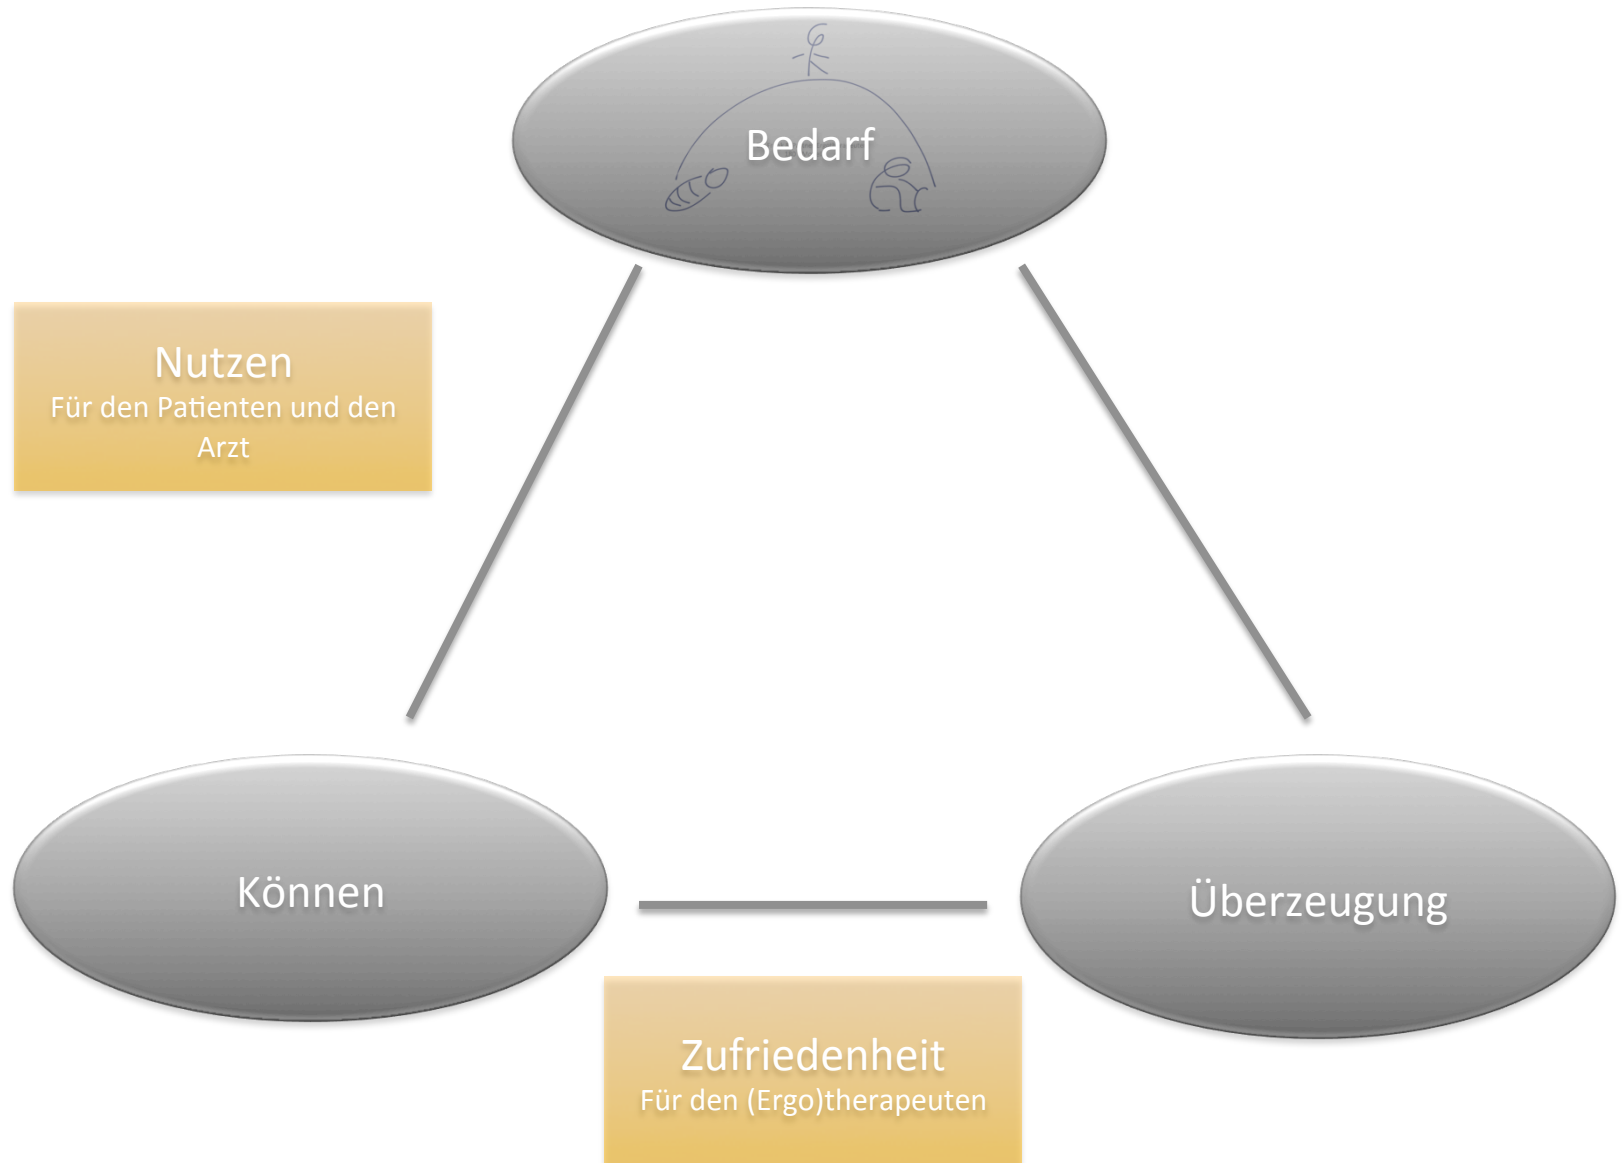 Bedarf
Nutzen
Für den Patienten und den
Arzt
Können
Überzeugung
Zufriedenheit
Für den (Ergo)therapeuten